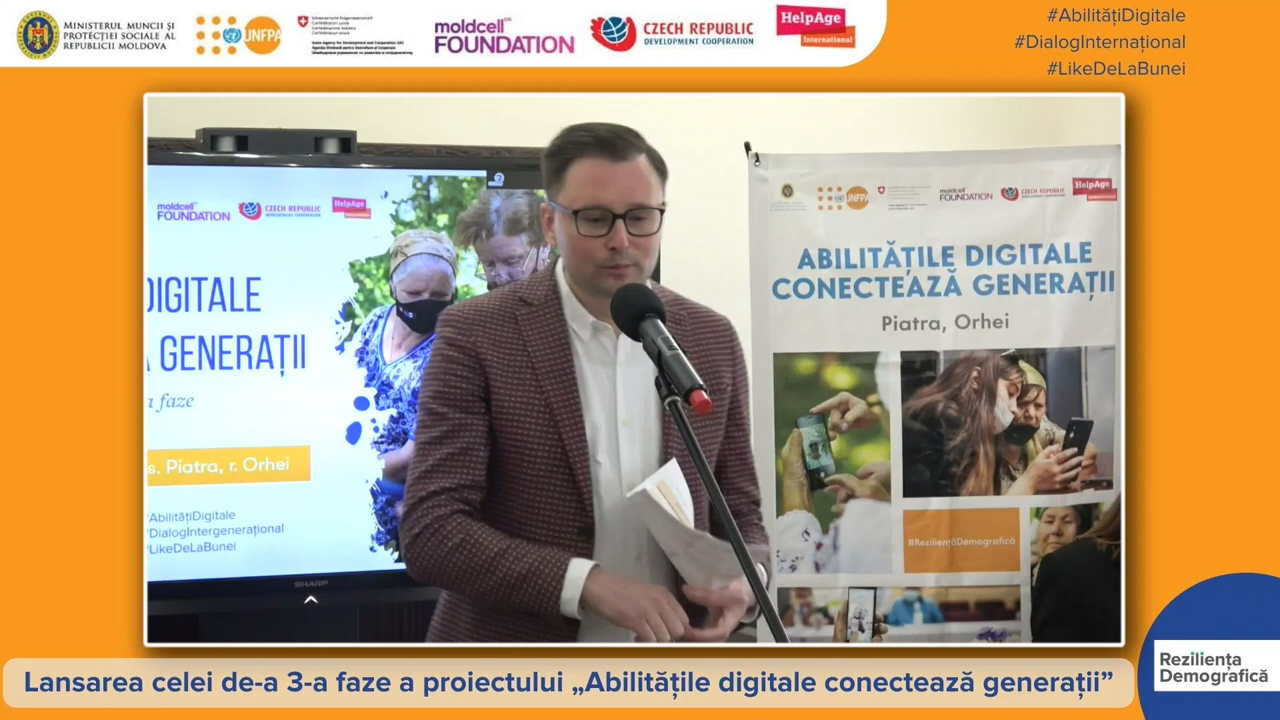 MINISTERUL MUNCII ȘI
PROTECȚIEI SOCIALE AL
REPUBLICII MOLDOVA
UNFPA
moldcell
FOUNDATION
CZECH REPUBLIC
DEVELOPMENT COOPERATION
HelpAge
International
#AbilitățiDigitale
#DialogInternațional
#LikeDeLaBunei
moldcell
FOUNDATION
CZECH REPUBLIC
HelpAge
DIGITALE
GENERAȚII
a faze
s. Piatra, r. Orhei
#AbilitățiDigitale
#DialogIntergenerațional
#LikeDeLaBunei
SHARP
UNFPA
moldcell
FOUNDATION
CZECH REPUBLIC
HelpAge
ABILITĂȚILE DIGITALE
CONECTEAZĂ GENERAȚII
Piatra, Orhei
#ReziliențăDemografică
Lansarea celei de-a 3-a faze a proiectului „Abilitățile digitale conectează generații”
Reziliența
Demografică